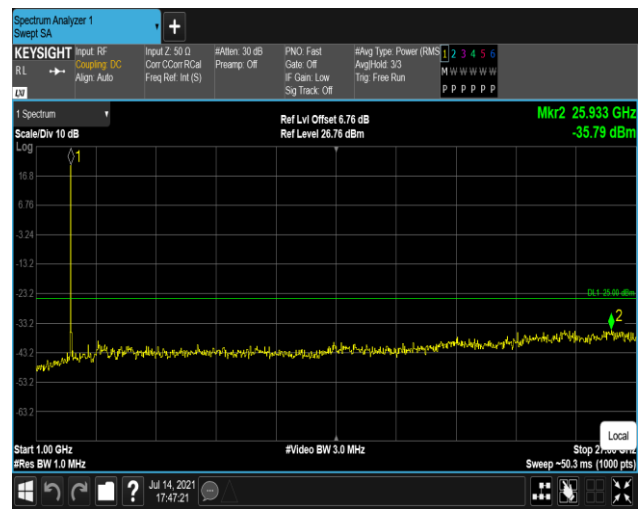 Spectrum Analyzer 1
Swept SA
KEYSIGHT Input: RF Input Z: 50 Ω #Atten: 30 dB PNO: Fast #Avg Type: Power (RMS 1 2 3 4 5 6
RL Coupling: DC Corr CCorr RCal Preamp: Off Gate: Off Avg|Hold: 3/3 M W W W W W
Align: Auto Freq Ref: Int (S) IF Gain: Low Trig: Free Run
LXI Sig Track: Off P P P P P P
1 Spectrum Ref Lvl Offset 6.76 dB Mkr2 25.933 GHz
Scale/Div 10 dB Ref Level 26.76 dBm -35.79 dBm
Log
1
16.8
6.76
-3.24
-13.2
-23.2
DL1 -25.00 dBm
-33.2
2
-43.2
-53.2
-63.2
Local
Start 1.00 GHz #Video BW 3.0 MHz Stop
#Res BW 1.0 MHz Sweep ~50.3 ms (1000 pts)
? Jul 14, 2021
17:47:21